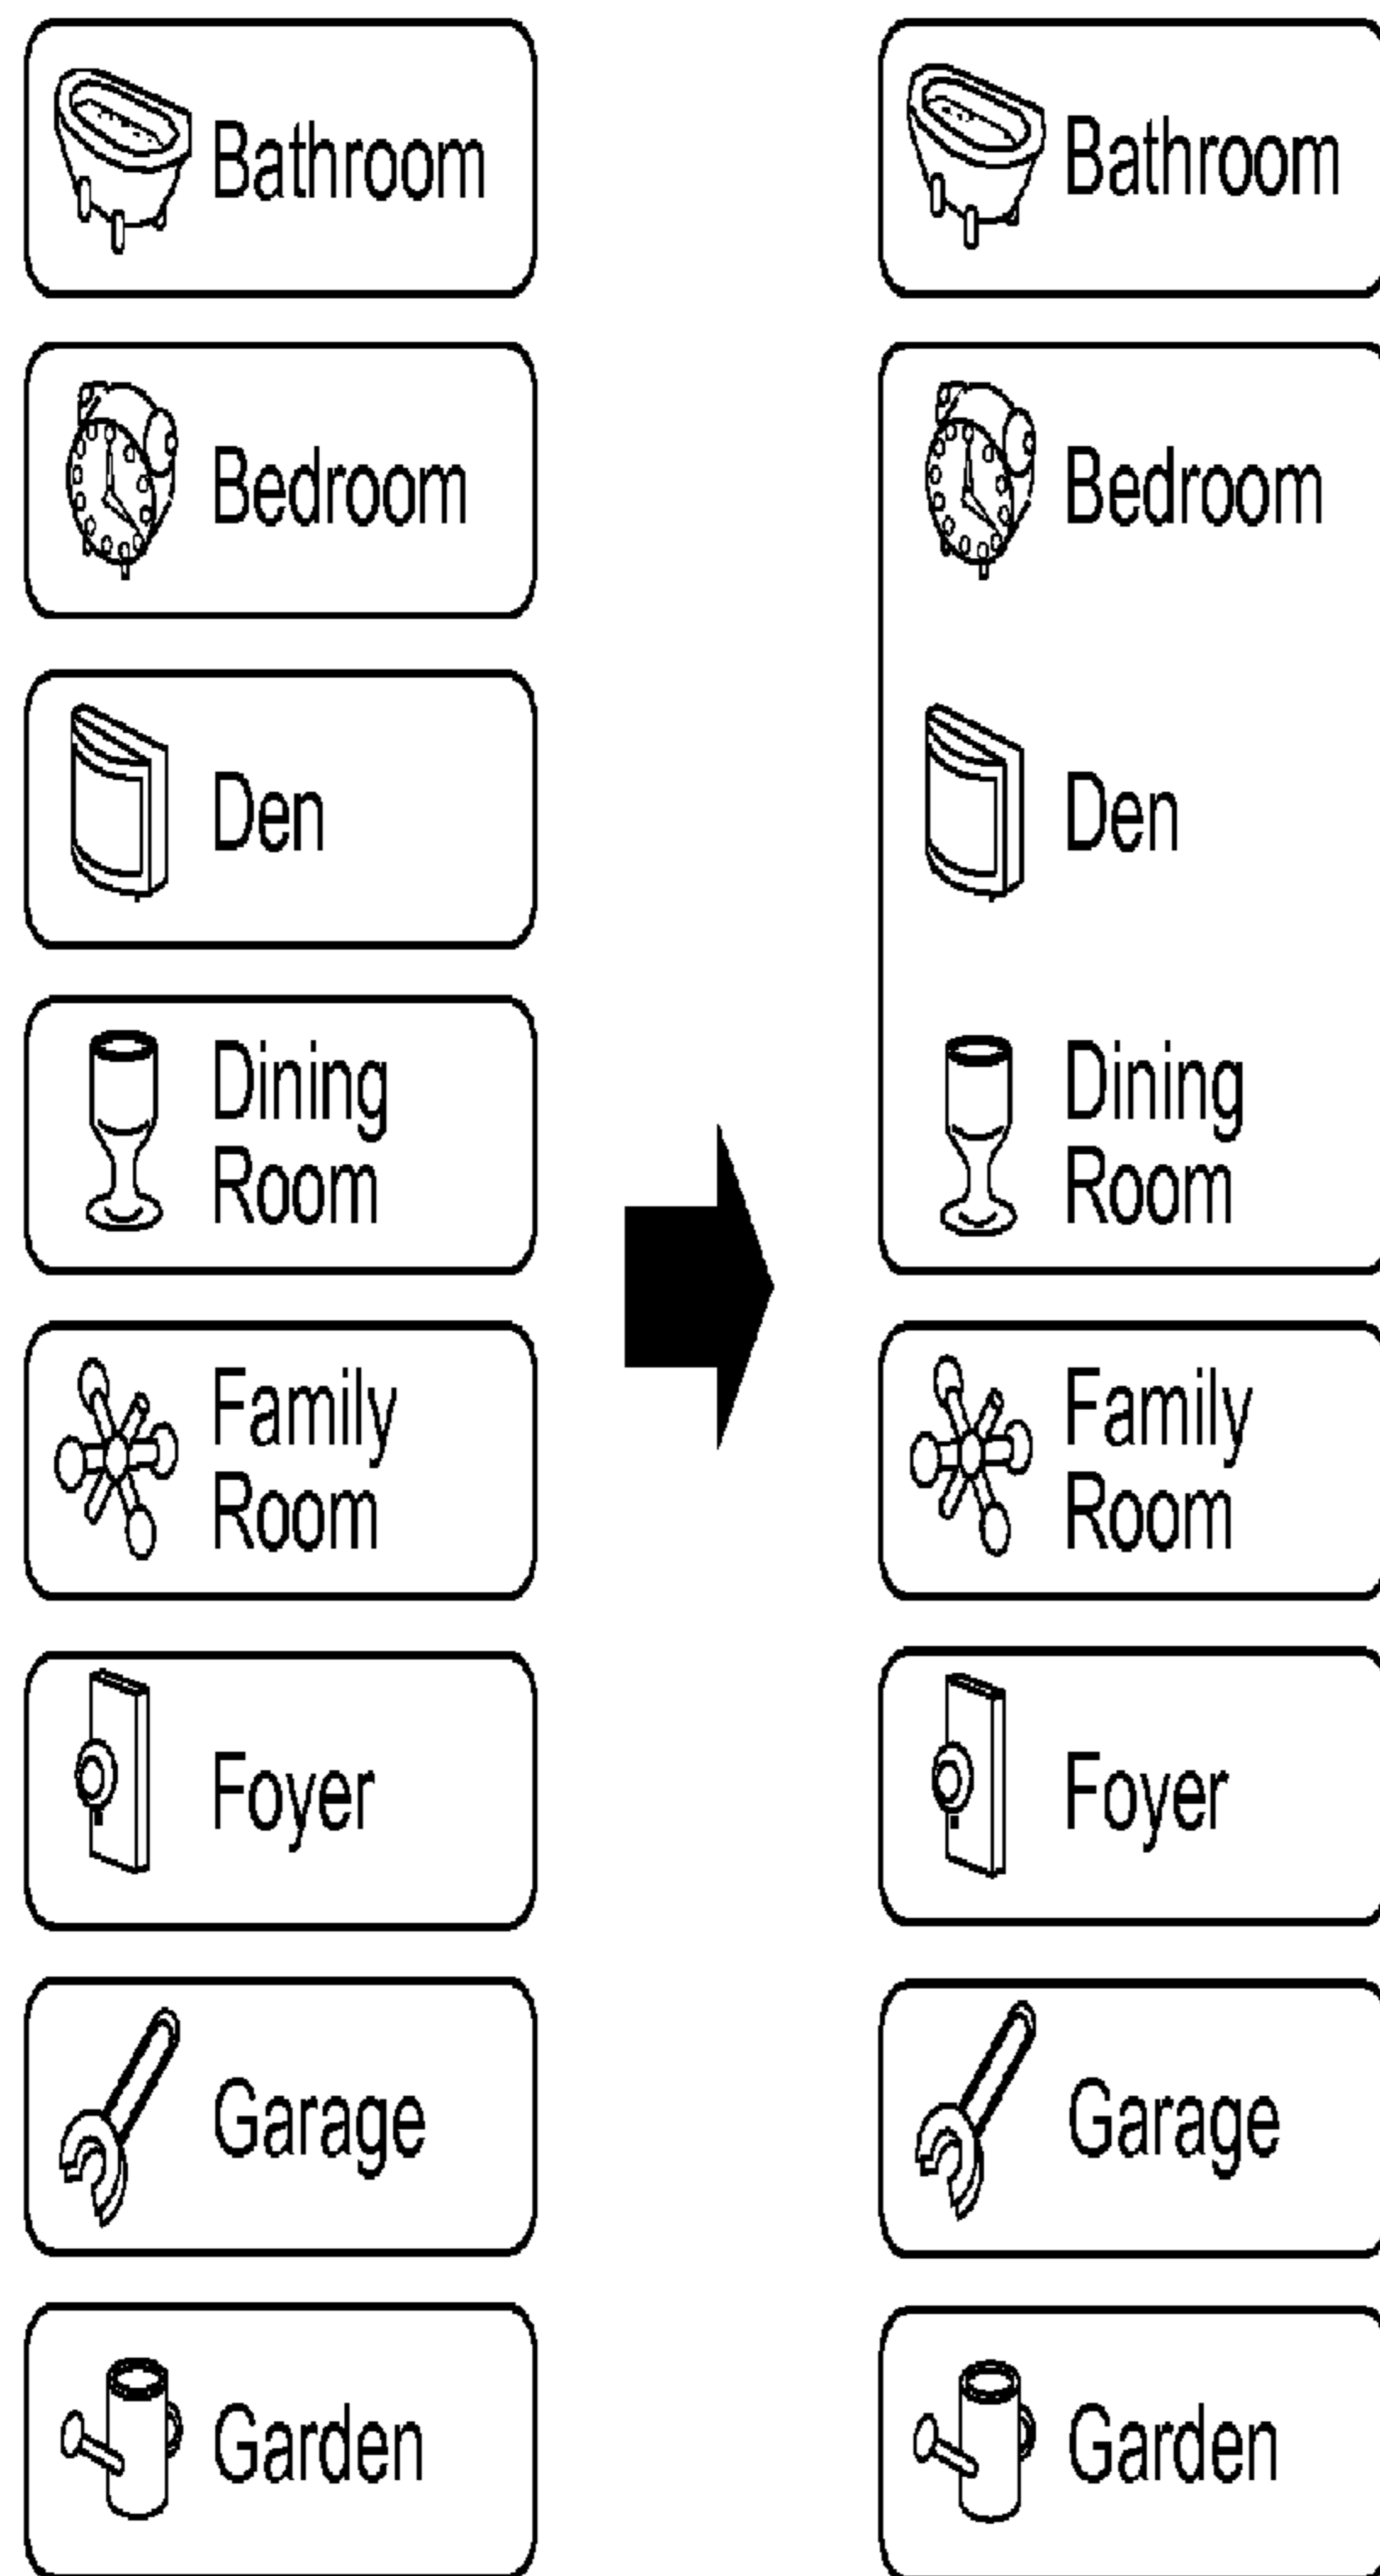 Bathroom
Bedroom
Den
Dining
Room
Family
Room
Foyer
Garage
Garden
Bathroom
Bedroom
Den
Dining
Room
Family
Room
Foyer
Garage
Garden